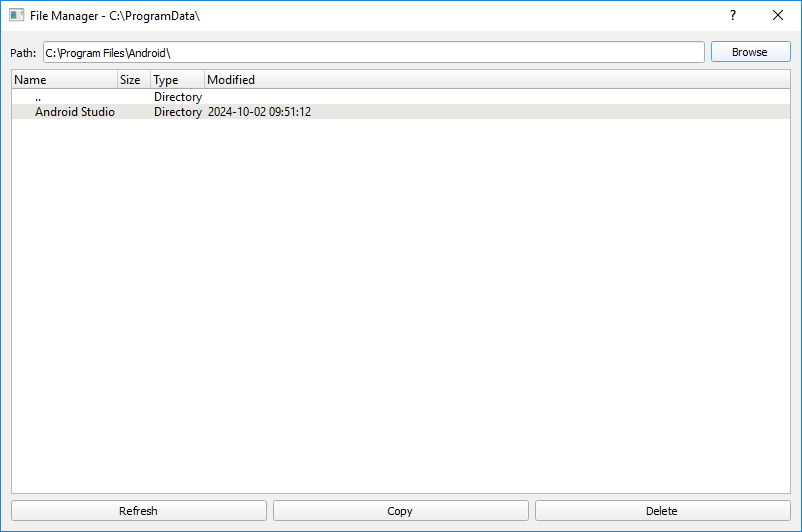 File Manager - C:\ProgramData\ ?
Path: C:\Program Files\Android\ Browse
Name Size Type Modified
.. Directory
Android Studio Directory 2024-10-02 09:51:12
Refresh Copy Delete